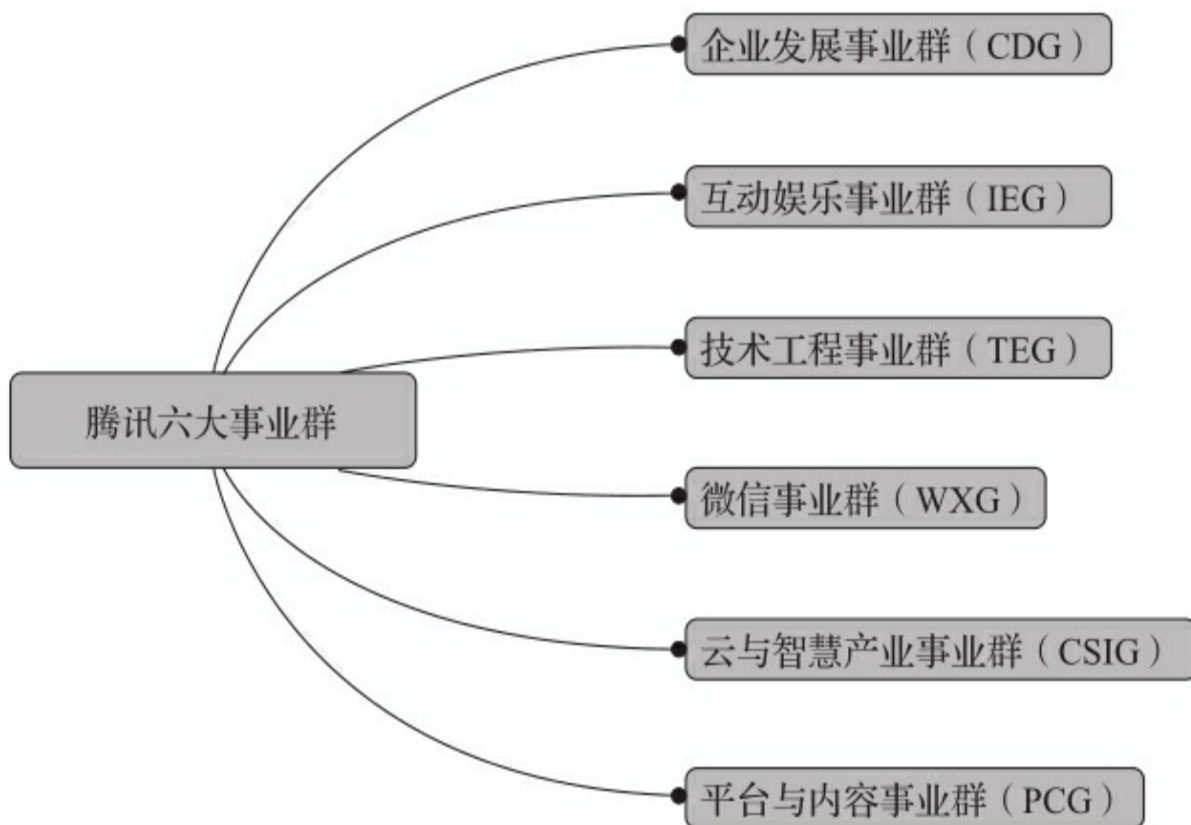 企业发展事业群（CDG）
互动娱乐事业群（IEG）
技术工程事业群（TEG）
腾讯六大事业群
微信事业群（WXG）
云与智慧产业事业群（CSIG）
平台与内容事业群（PCG）